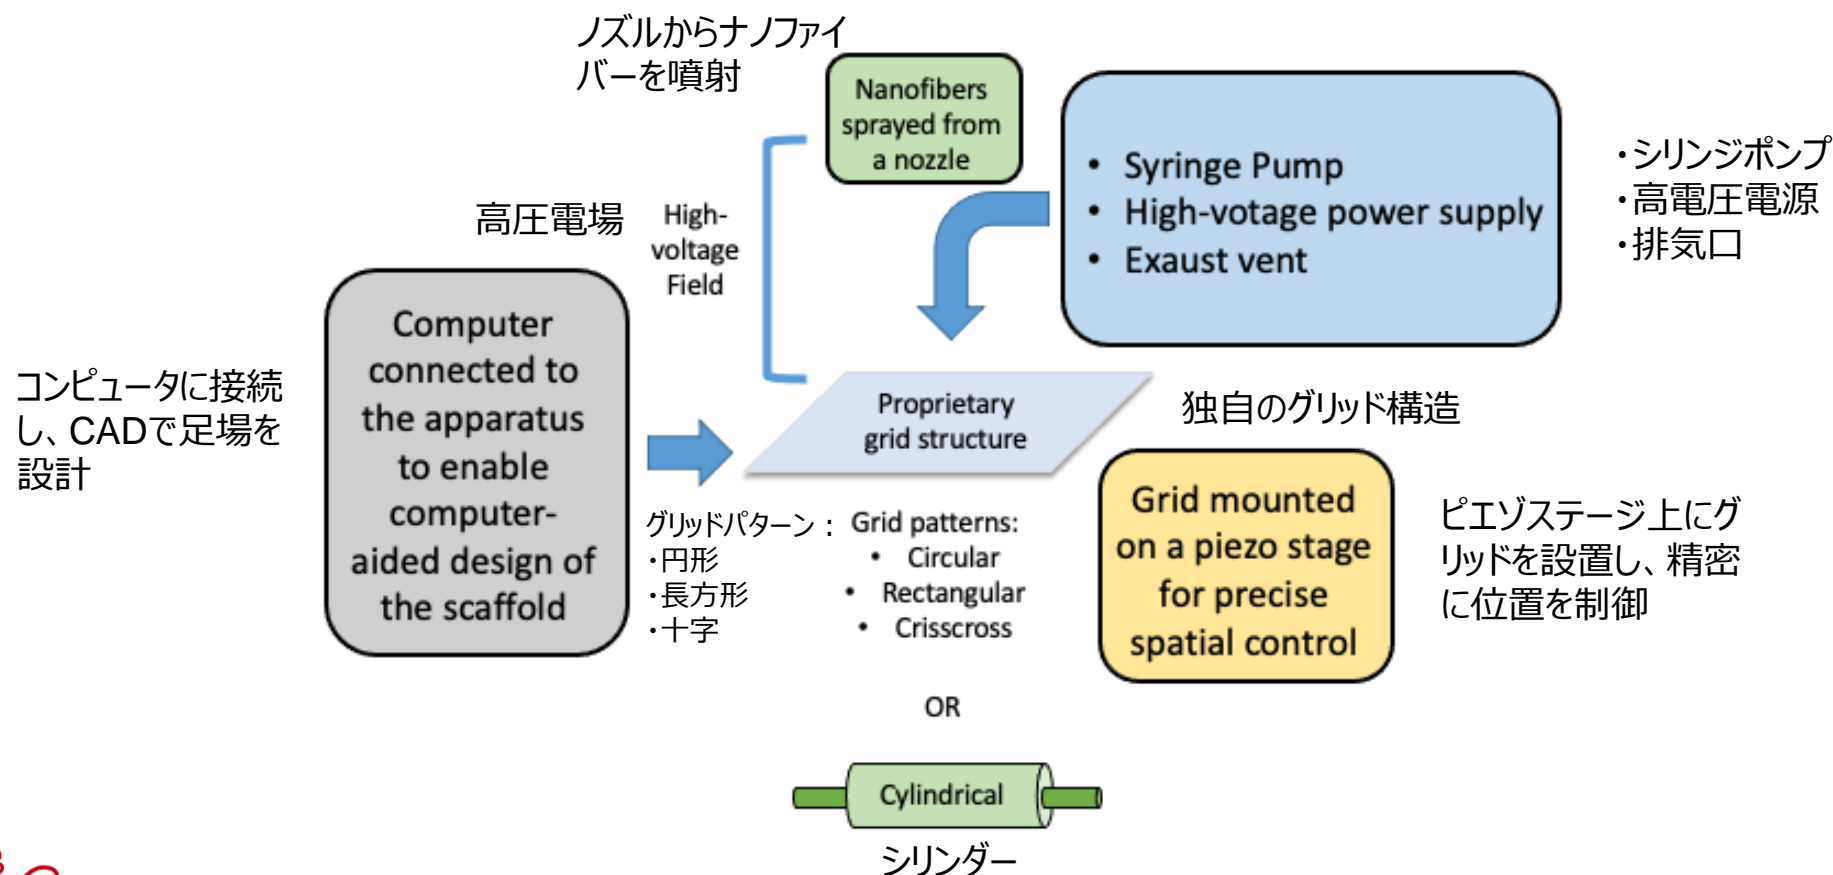 ノズルからナノファイ
バーを噴射
Nanofibers
sprayed from
a nozzle
• Syringe Pump
• High-votage power supply
• Exaust vent
・シリンジポンプ
・高電圧電源
・排気口
高圧電場
High-
voltage
Field
コンピュータに接続
し、CADで足場を
設計
Computer
connected to
the apparatus
to enable
computer-
aided design of
the scaffold
Proprietary
grid structure
独自のグリッド構造
グリッドパターン：
・円形
・長方形
・十字
Grid patterns:
• Circular
• Rectangular
• Crisscross
Grid mounted
on a piezo stage
for precise
spatial control
ピエゾステージ上にグ
リッドを設置し、精密
に位置を制御
OR
Cylindrical
シリンダー